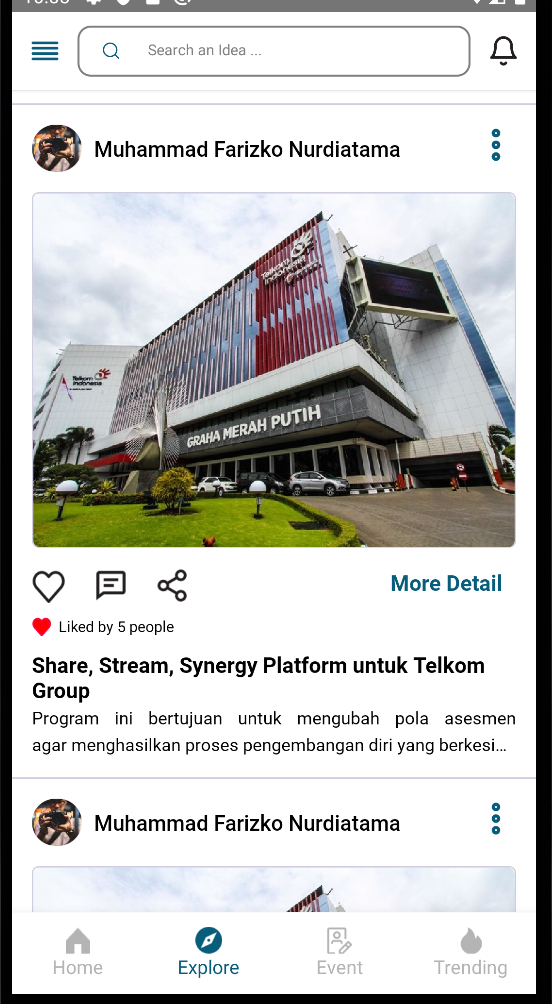 Search an Idea ...
Muhammad Farizko Nurdiatama
Telkom
Indonesia
Telkom
Indonesia
GRAHA MERAH PUTIH
More Detail
Liked by 5 people
Share, Stream, Synergy Platform untuk Telkom
Group
Program ini bertujuan untuk mengubah pola asesmen
agar menghasilkan proses pengembangan diri yang berkesi...
Muhammad Farizko Nurdiatama
Home
Explore
Event
Trending